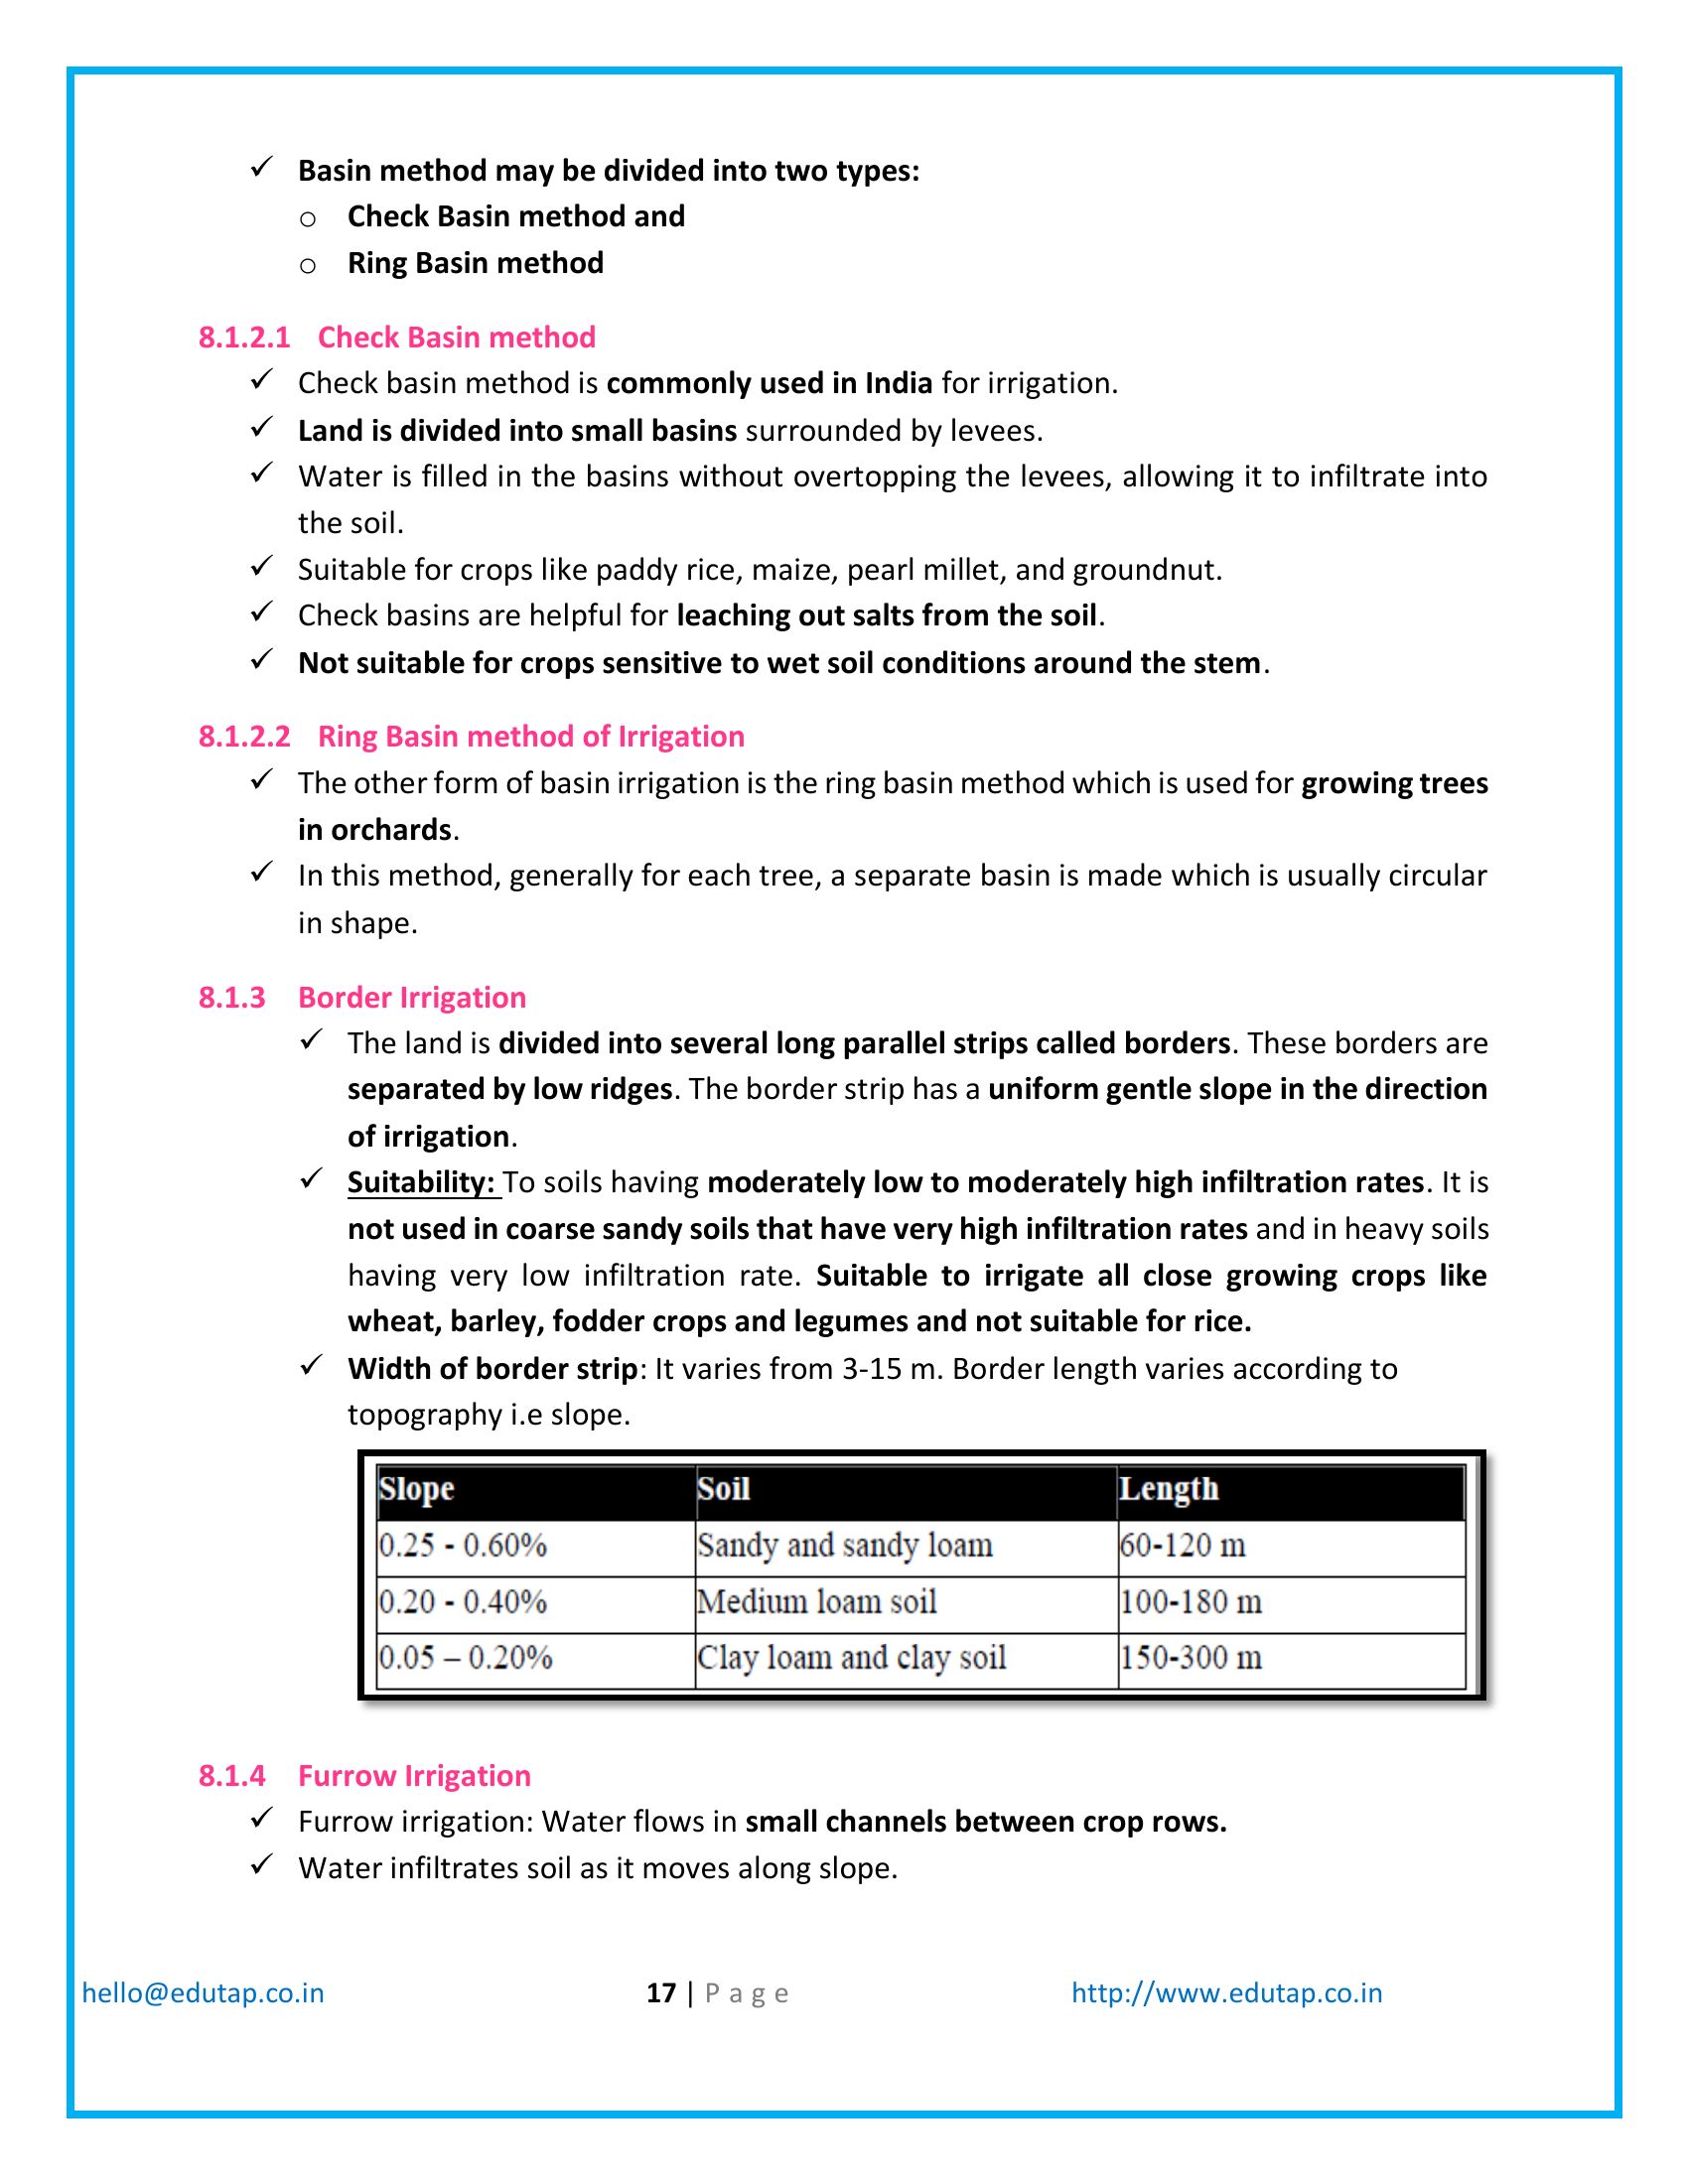 ✓ Basin method may be divided into two types:
o Check Basin method and
o Ring Basin method
8.1.2.1 Check Basin method
✓ Check basin method is commonly used in India for irrigation.
✓ Land is divided into small basins surrounded by levees.
✓ Water is filled in the basins without overtopping the levees, allowing it to infiltrate into
the soil.
✓ Suitable for crops like paddy rice, maize, pearl millet, and groundnut.
✓ Check basins are helpful for leaching out salts from the soil.
✓ Not suitable for crops sensitive to wet soil conditions around the stem.
8.1.2.2 Ring Basin method of Irrigation
✓ The other form of basin irrigation is the ring basin method which is used for growing trees
in orchards.
✓ In this method, generally for each tree, a separate basin is made which is usually circular
in shape.
8.1.3 Border Irrigation
✓ The land is divided into several long parallel strips called borders. These borders are
separated by low ridges. The border strip has a uniform gentle slope in the direction
of irrigation.
✓ Suitability: To soils having moderately low to moderately high infiltration rates. It is
not used in coarse sandy soils that have very high infiltration rates and in heavy soils
having very low infiltration rate. Suitable to irrigate all close growing crops like
wheat, barley, fodder crops and legumes and not suitable for rice.
✓ Width of border strip: It varies from 3-15 m. Border length varies according to
topography i.e slope.
Slope Soil Length
0.25 - 0.60% Sandy and sandy loam 60-120 m
0.20 - 0.40% Medium loam soil 100-180 m
0.05 – 0.20% Clay loam and clay soil 150-300 m
8.1.4 Furrow Irrigation
✓ Furrow irrigation: Water flows in small channels between crop rows.
✓ Water infiltrates soil as it moves along slope.
hello@edutap.co.in 17 | P a g e http://www.edutap.co.in